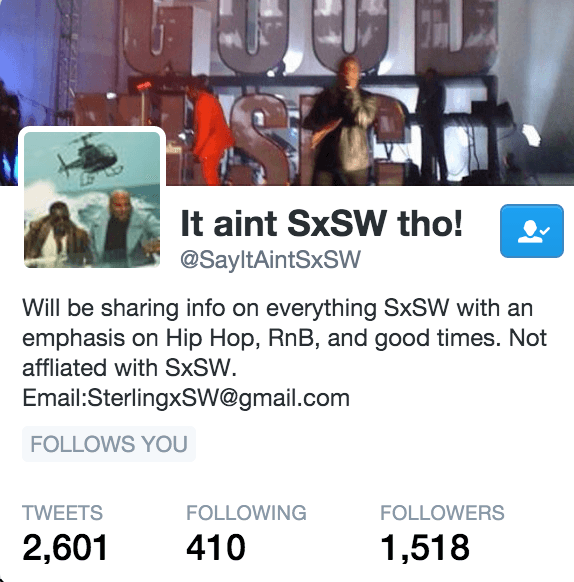 GOOD
MUSIC
It aint SxSW tho!
@SayItAintSxSW
Will be sharing info on everything SxSW with an
emphasis on Hip Hop, RnB, and good times. Not
affliated with SxSW.
Email:SterlingxSW@gmail.com
FOLLOWS YOU
TWEETS FOLLOWING FOLLOWERS
2,601 410 1,518